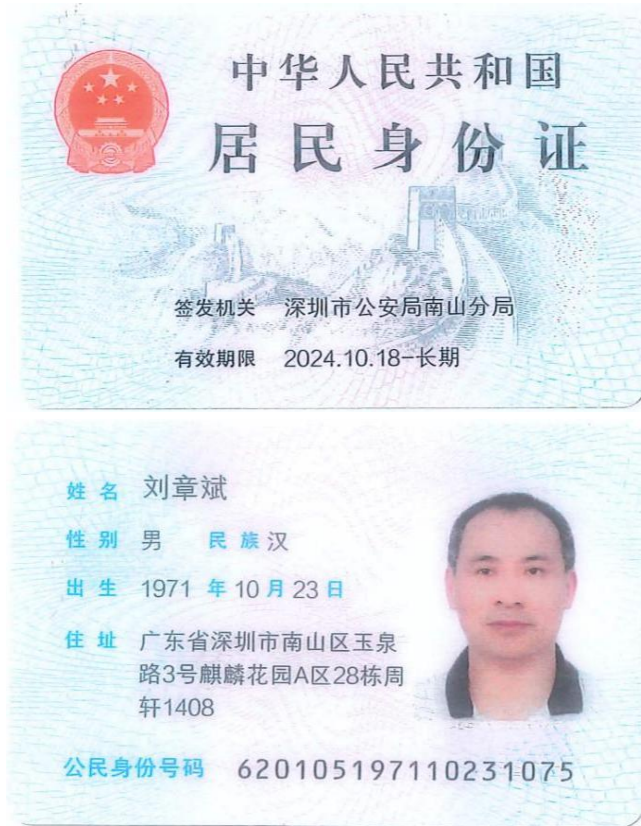 中华人民共和国
居民身份证
签发机关 深圳市公安局南山分局
有效期限 2024.10.18-长期
姓名 刘章斌
性别 男 民族 汉
出生 1971 年 10 月 23 日
住址 广东省深圳市南山区玉泉
路3号麒麟花园A区28栋周
轩1408
公民身份号码 620105197110231075